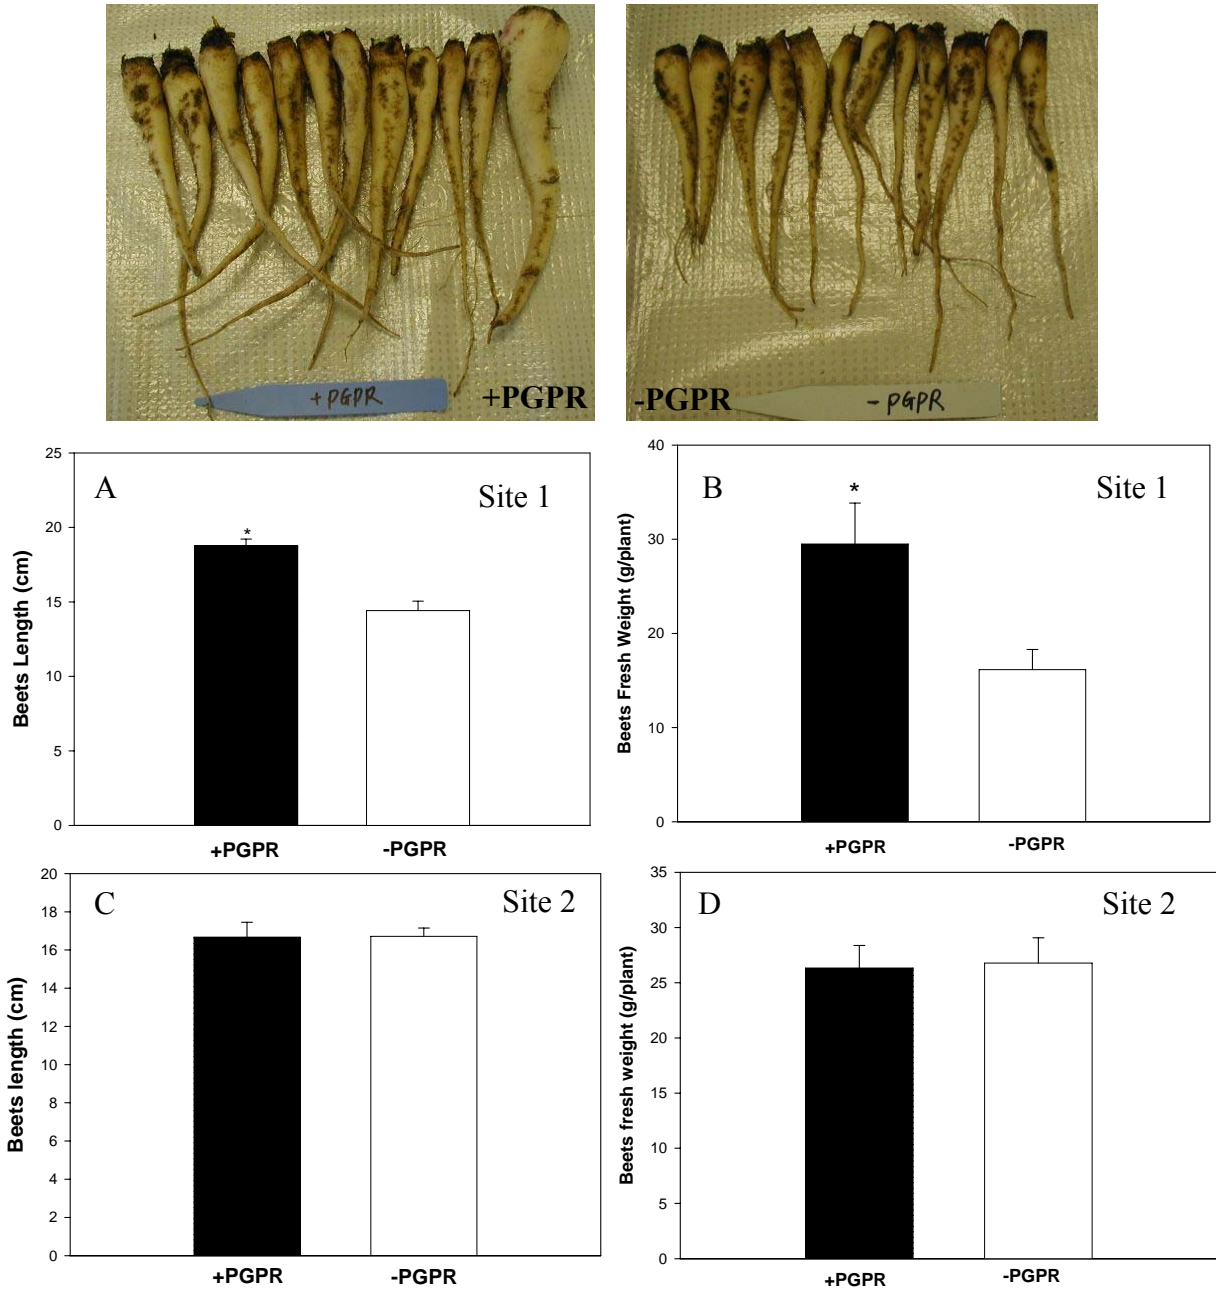 +PGPR
+PGPR
-PGPR
-PGPR
A
Site 1
Beets Length (cm)
25
20
15
10
5
0
*
+PGPR
-PGPR
B
Site 1
Beets Fresh Weight (g/plant)
40
30
20
10
0
*
+PGPR
-PGPR
C
Site 2
Beets length (cm)
20
18
16
14
12
10
8
6
4
2
0
+PGPR
-PGPR
D
Site 2
Beets fresh weight (g/plant)
35
30
25
20
15
10
5
0
+PGPR
-PGPR